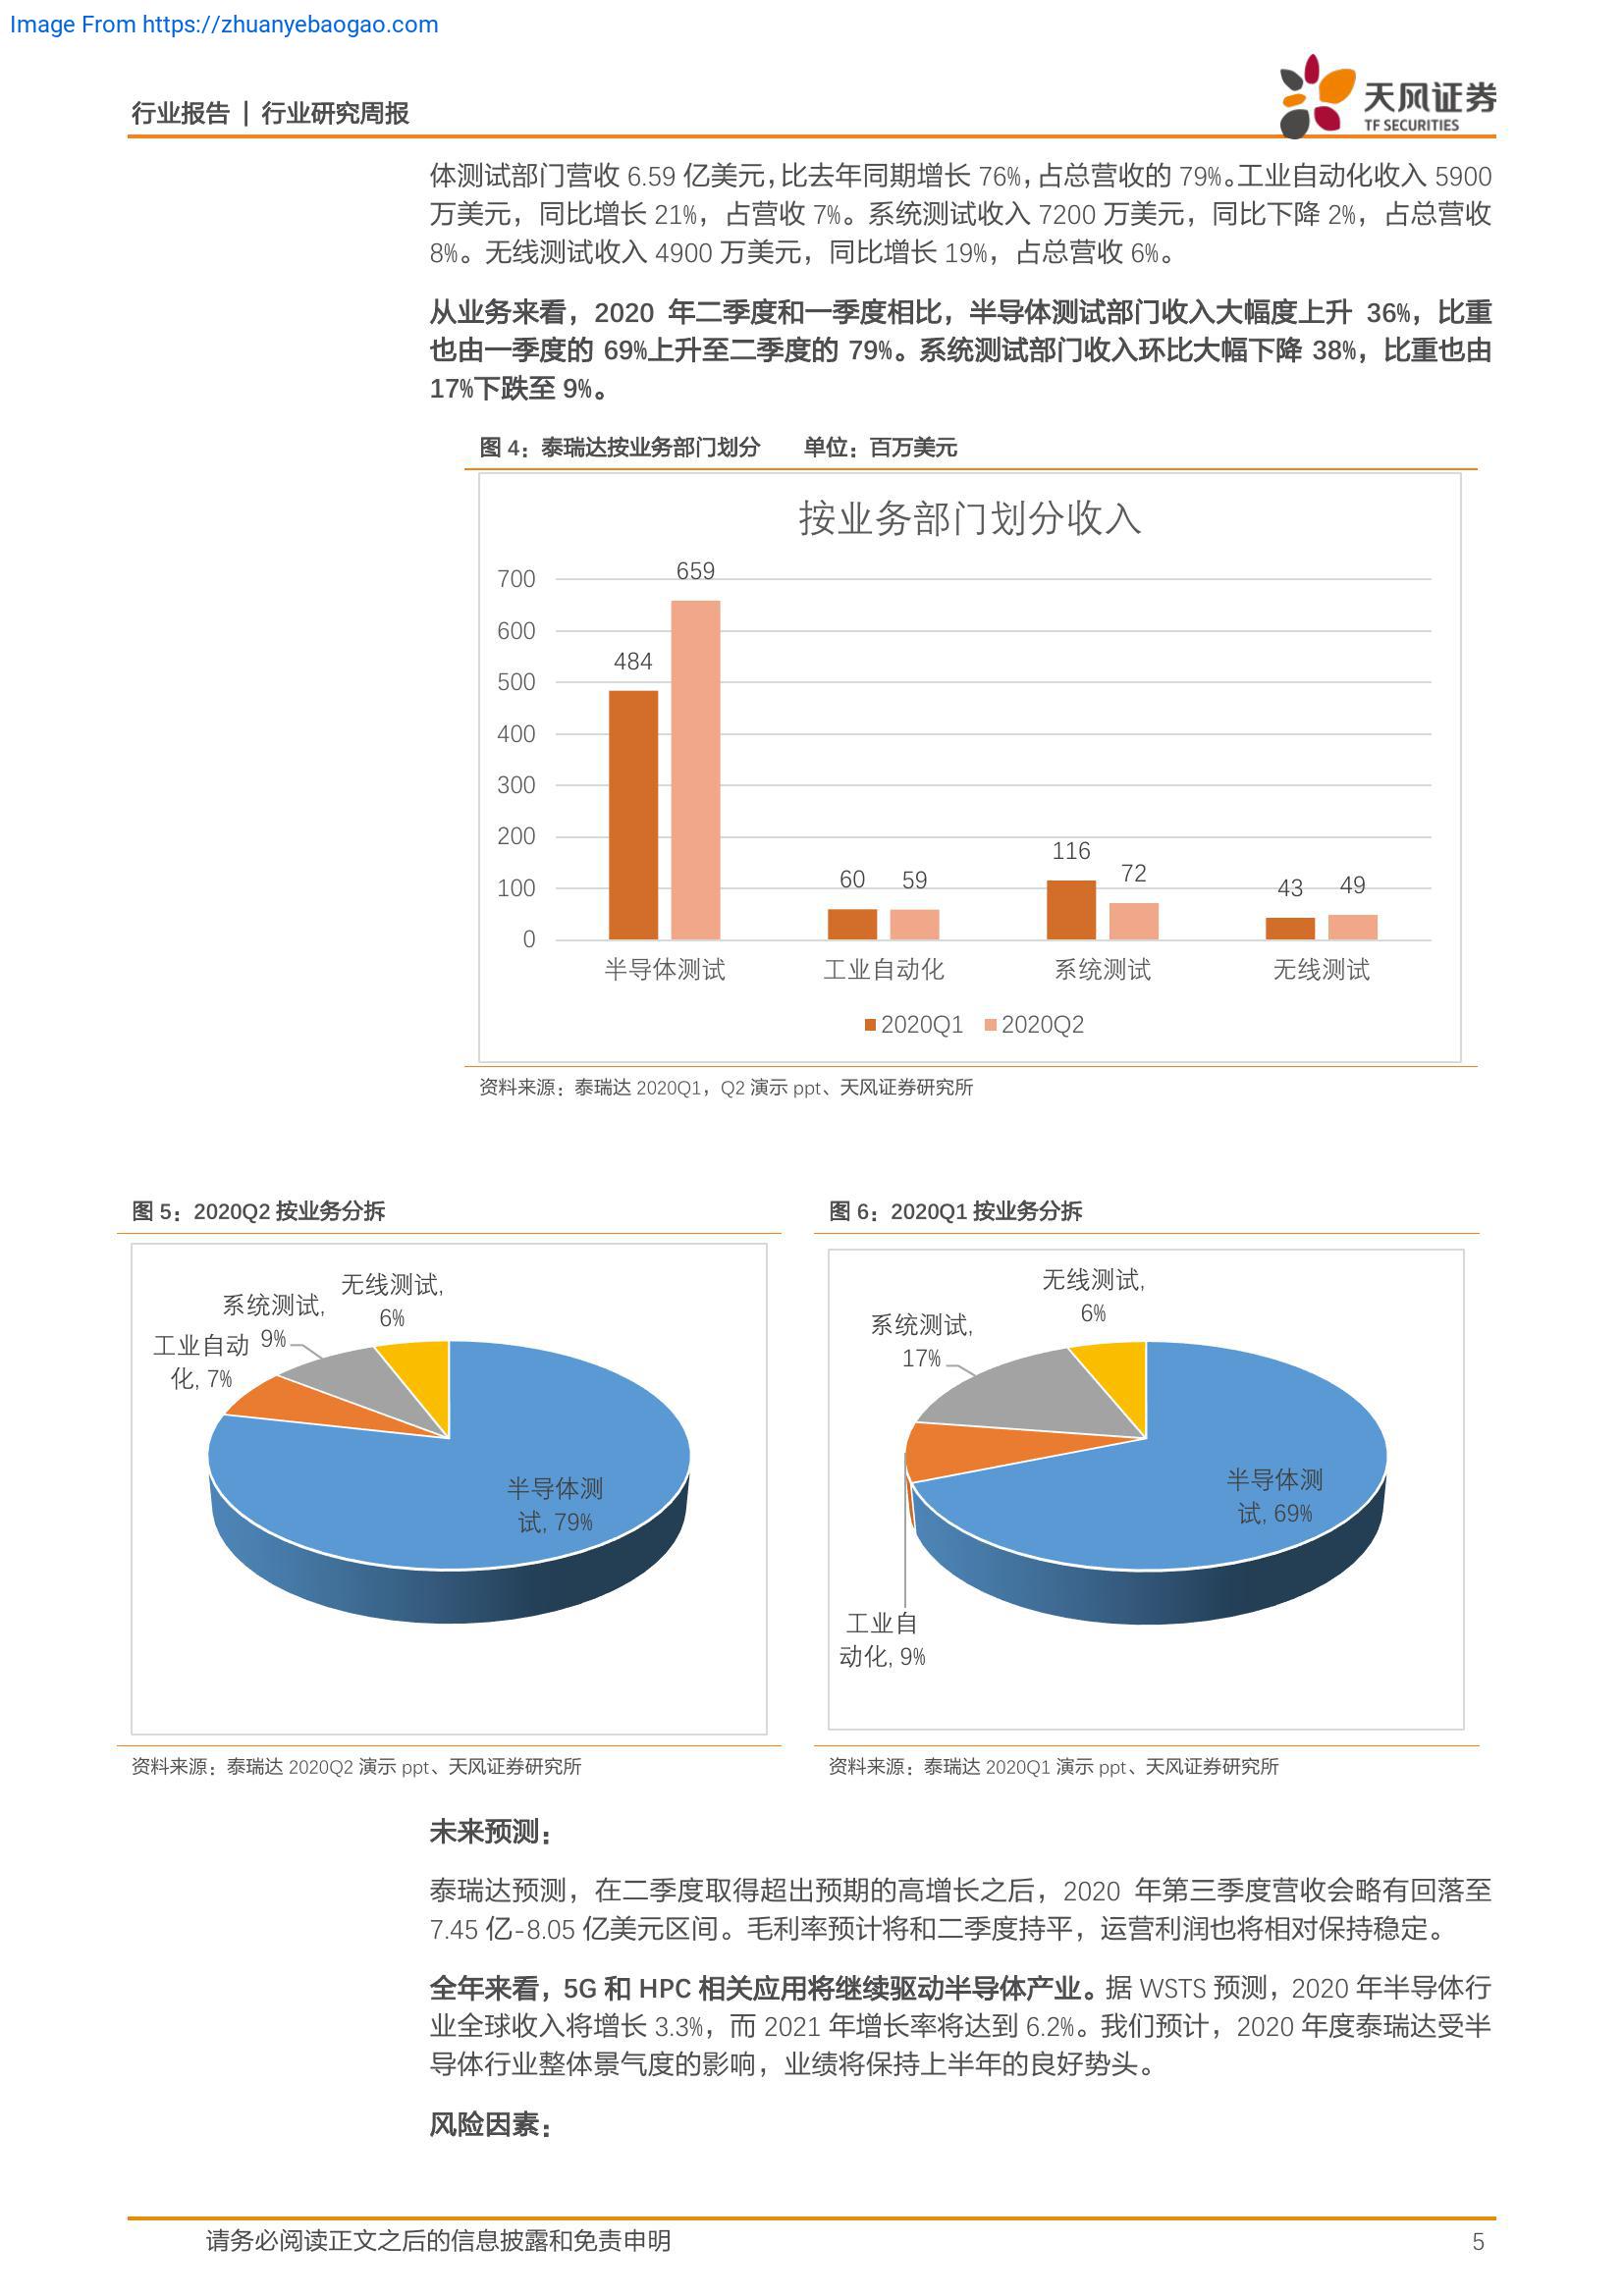 Image From https://zhuanyebaogao.com
行业报告 | 行业研究周报
天风证券
TF SECURITIES
体测试部门营收 6.59 亿美元，比去年同期增长 76%，占总营收的 79%。工业自动化收入 5900
万美元，同比增长 21%，占营收 7%。系统测试收入 7200 万美元，同比下降 2%，占总营收
8%。无线测试收入 4900 万美元，同比增长 19%，占总营收 6%。
从业务来看，2020 年二季度和一季度相比，半导体测试部门收入大幅度上升 36%，比重
也由一季度的 69%上升至二季度的 79%。系统测试部门收入环比大幅下降 38%，比重也由
17%下跌至 9%。
图 4：泰瑞达按业务部门划分 单位：百万美元
按业务部门划分收入
700
600
500
400
300
200
100
0
484
659
60
59
116
72
43
49
半导体测试
工业自动化
系统测试
无线测试
2020Q1
2020Q2
资料来源：泰瑞达 2020Q1，Q2 演示 ppt、天风证券研究所
图 5：2020Q2 按业务分拆
无线测试,
6%
系统测试,
9%
工业自动
化, 7%
半导体测
试, 79%
资料来源：泰瑞达 2020Q2 演示 ppt、天风证券研究所
图 6：2020Q1 按业务分拆
无线测试,
6%
系统测试,
17%
半导体测
试, 69%
工业自
动化, 9%
资料来源：泰瑞达 2020Q1 演示 ppt、天风证券研究所
未来预测：
泰瑞达预测，在二季度取得超出预期的高增长之后，2020 年第三季度营收会略有回落至
7.45 亿-8.05 亿美元区间。毛利率预计将和二季度持平，运营利润也将相对保持稳定。
全年来看，5G 和 HPC 相关应用将继续驱动半导体产业。据 WSTS 预测，2020 年半导体行
业全球收入将增长 3.3%，而 2021 年增长率将达到 6.2%。我们预计，2020 年度泰瑞达受半
导体行业整体景气度的影响，业绩将保持上半年的良好势头。
风险因素：
请务必阅读正文之后的信息披露和免责申明
5